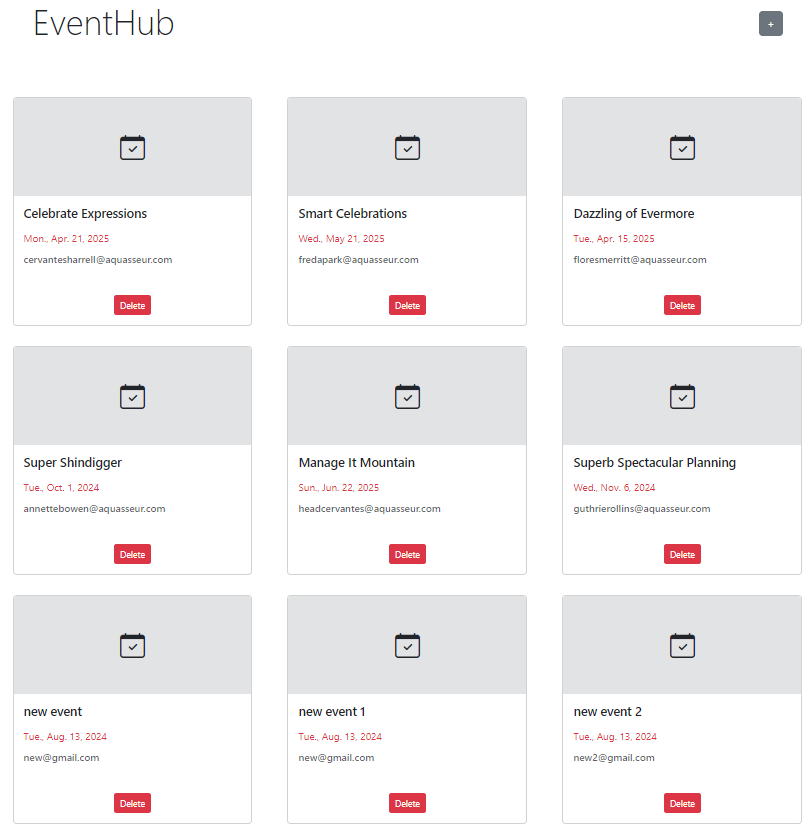 EventHub
+
Celebrate Expressions
Mon., Apr. 21, 2025
cervantesharrell@aquasseur.com
Delete
Smart Celebrations
Wed., May 21, 2025
fredapark@aquasseur.com
Delete
Dazzling of Evermore
Tue., Apr. 15, 2025
floresmerritt@aquasseur.com
Delete
Super Shindigger
Tue., Oct. 1, 2024
annettebowen@aquasseur.com
Delete
Manage It Mountain
Sun., Jun. 22, 2025
headcervantes@aquasseur.com
Delete
Superb Spectacular Planning
Wed., Nov. 6, 2024
guthrierollins@aquasseur.com
Delete
new event
Tue., Aug. 13, 2024
new@gmail.com
Delete
new event 1
Tue., Aug. 13, 2024
new@gmail.com
Delete
new event 2
Tue., Aug. 13, 2024
new2@gmail.com
Delete